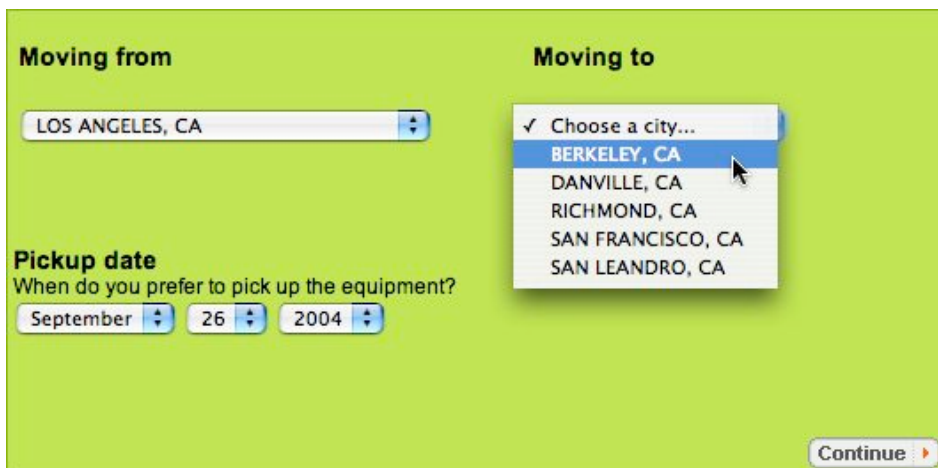 Moving from
Moving to
LOS ANGELES, CA
✓ Choose a city...
BERKELEY, CA
DANVILLE, CA
RICHMOND, CA
SAN FRANCISCO, CA
SAN LEANDRO, CA
Pickup date
When do you prefer to pick up the equipment?
September 26 2004
Continue